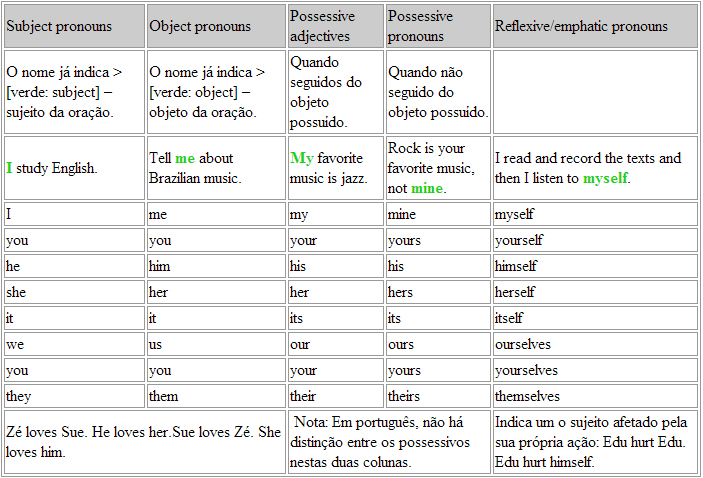 Subject pronouns
Object pronouns
Possessive
adjectives
Possessive
pronouns
Reflexive/emphatic pronouns
O nome já indica >
[verde: subject] –
sujeito da oração.
O nome já indica >
[verde: object] –
objeto da oração.
Quando
seguidos do
objeto
possuido.
Quando não
seguido do
objeto possuido.
I study English.
Tell me about
Brazilian music.
My favorite
music is jazz.
Rock is your
favorite music,
not mine.
I read and record the texts and
then I listen to myself.
I me my mine myself
you you your yours yourself
he him his his himself
she her her hers herself
it it its its itself
we us our ours ourselves
you you your yours yourselves
they them their theirs themselves
Zé loves Sue. He loves her.Sue loves Zé. She
loves him.
Nota: Em português, não há
distinção entre os possessivos
nestas duas colunas.
Indica um o sujeito afetado pela
sua própria ação: Edu hurt Edu.
Edu hurt himself.